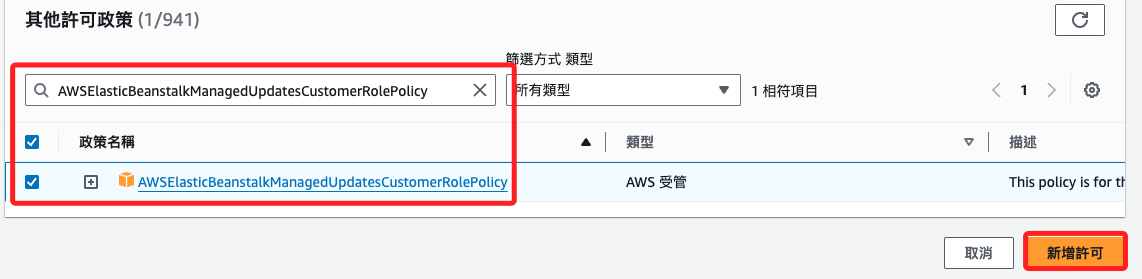 其他許可政策 (1/941)
篩選方式 類型
AWSElasticBeanstalkManagedUpdatesCustomerRolePolicy
所有類型
1 相符項目
1
政策名稱
類型
描述
AWSElasticBeanstalkManagedUpdatesCustomerRolePolicy
AWS 受管
This policy is for th
取消
新增許可